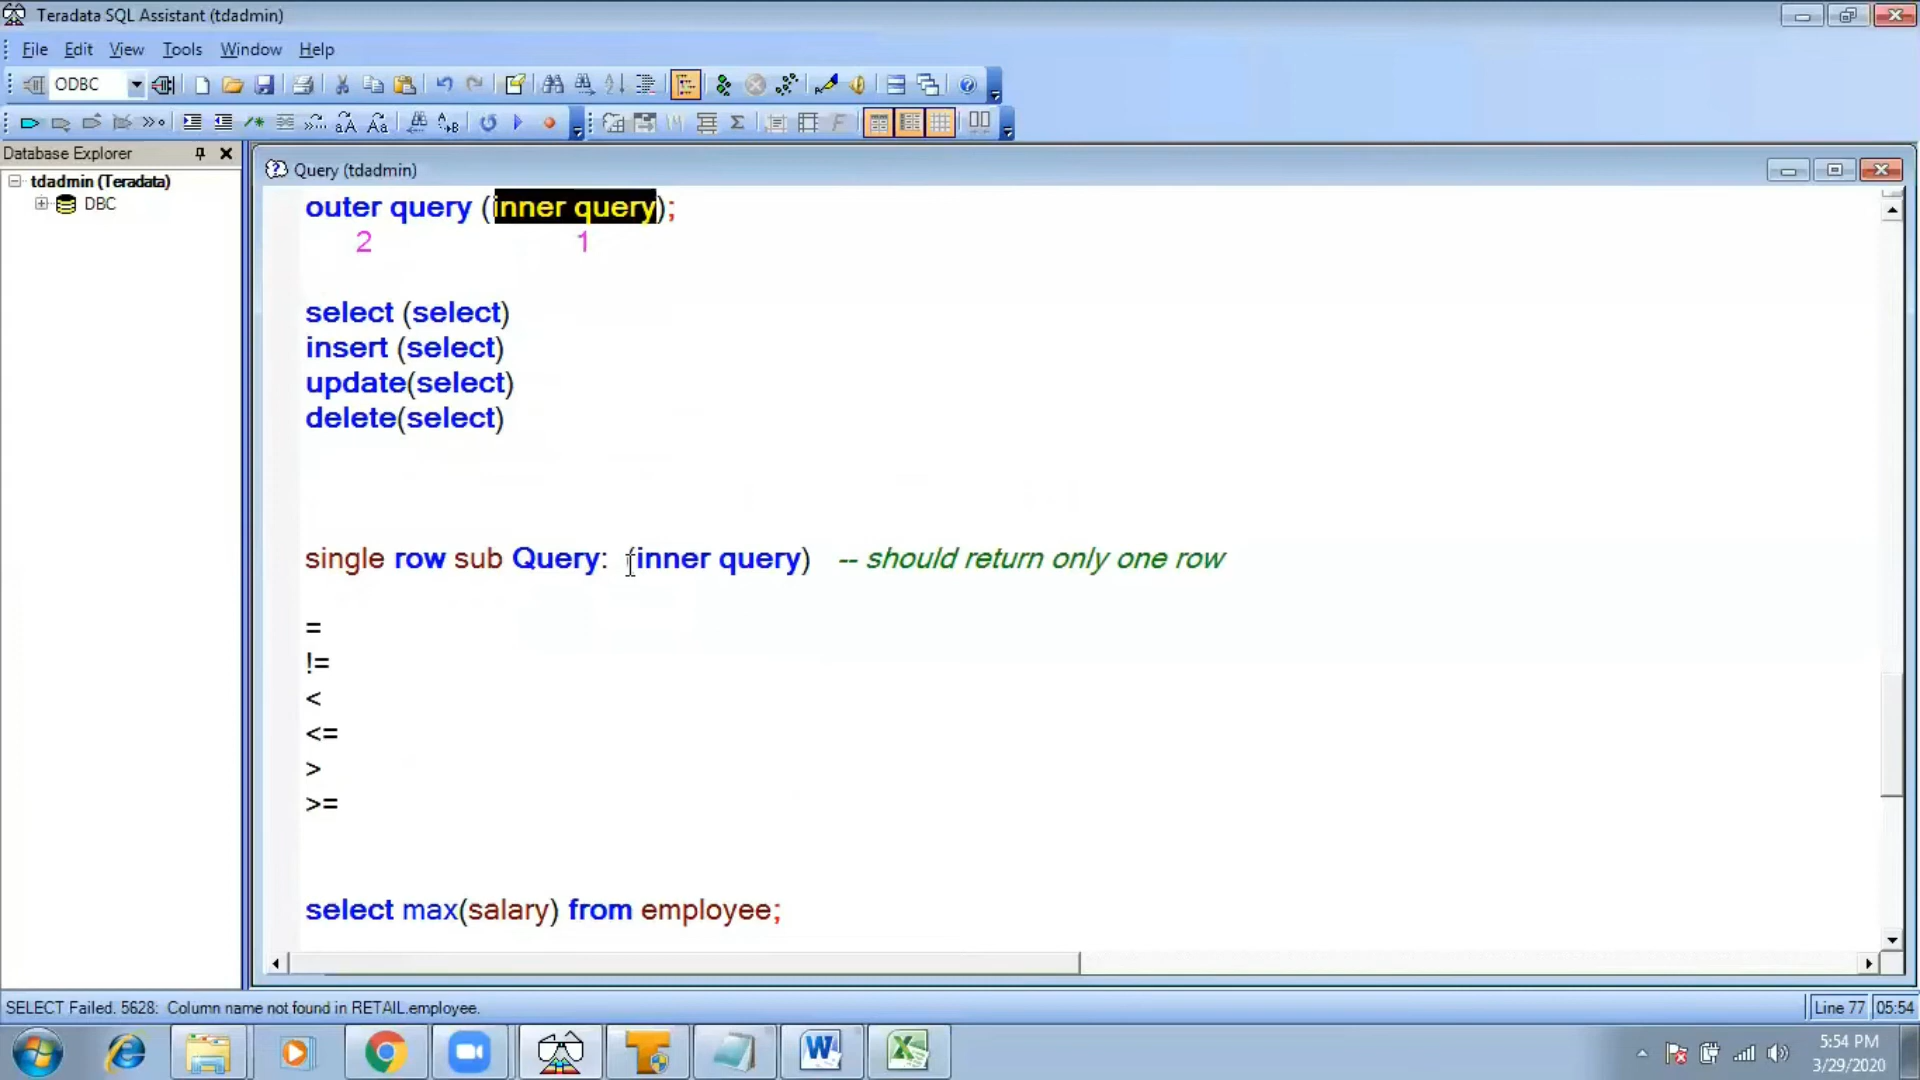 Teradata SQL Assistant (tdadmin)
File Edit View Tools Window Help
ODBC
Database Explorer
tdadmin (Teradata)
DBC
Query (tdadmin)
outer query (inner query);
2 1
select (select)
insert (select)
update(select)
delete(select)
single row sub Query: (inner query) -- should return only one row
=
!=
<
<=
>
>=
select max(salary) from employee;
SELECT Failed. 5628: Column name not found in RETAIL.employee.
Line 77 05:54
5:54 PM
3/29/2020